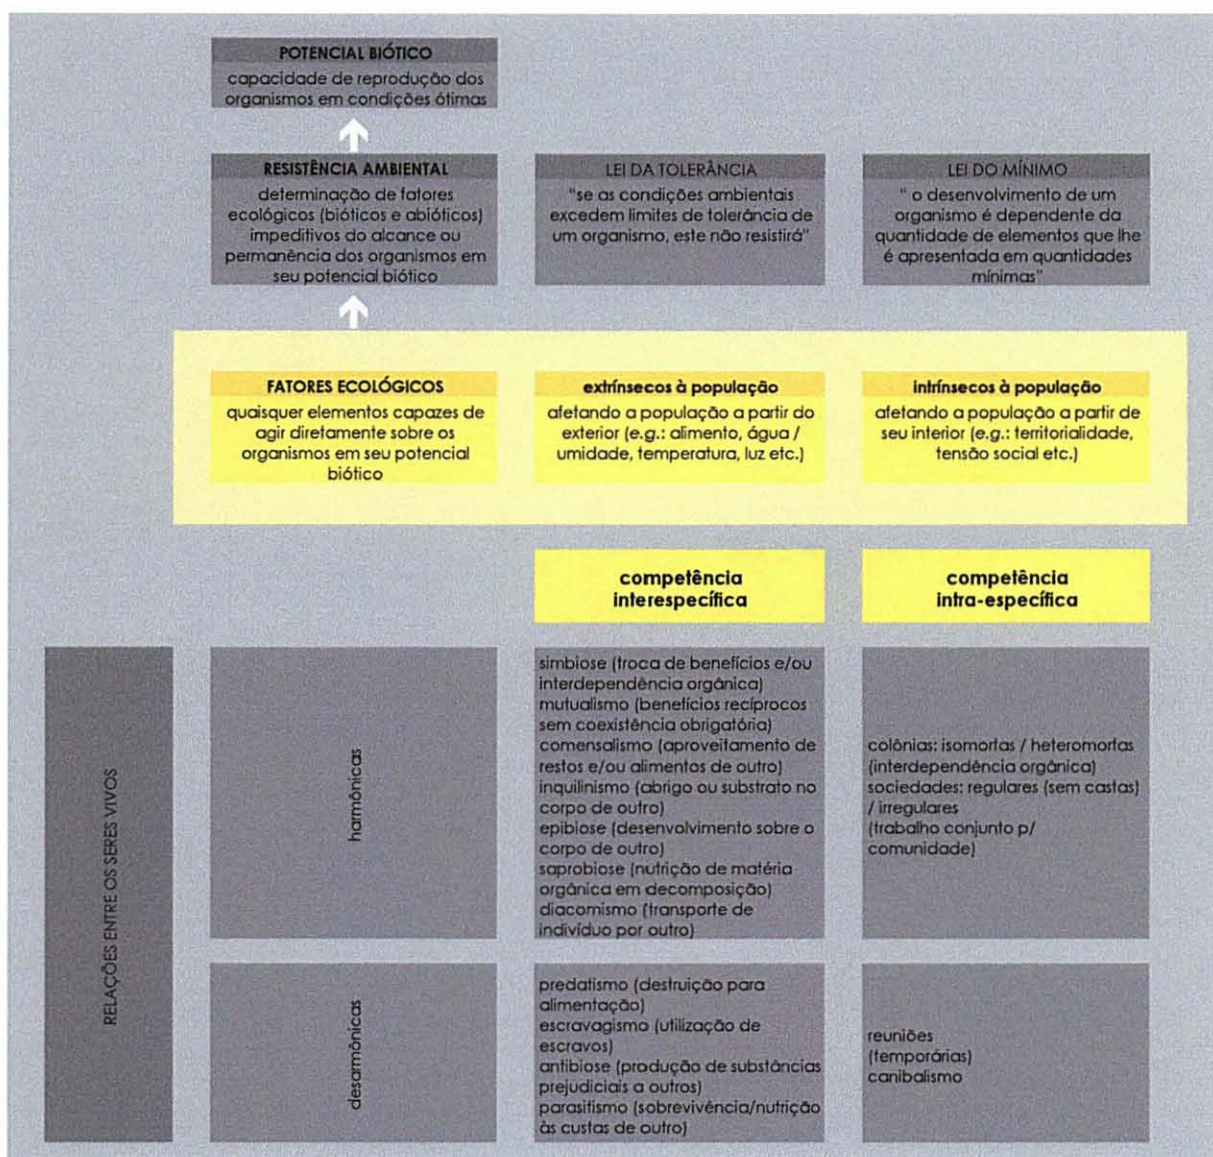 POTENCIAL BIÓTICO
capacidade de reprodução dos
organismos em condições ótimas
RESISTÊNCIA AMBIENTAL
determinação de fatores
ecológicos (bióticos e abióticos)
impeditivos do alcance ou
permanência dos organismos em
seu potencial biótico
LEI DA TOLERÂNCIA
"se as condições ambientais
excedem limites de tolerância de
um organismo, este não resistirá"
LEI DO MÍNIMO
" o desenvolvimento de um
organismo é dependente da
quantidade de elementos que lhe
é apresentada em quantidades
mínimas"
FATORES ECOLÓGICOS
quaisquer elementos capazes de
agir diretamente sobre os
organismos em seu potencial
biótico
extrínsecos à população
afetando a população a partir do
exterior (e.g.: alimento, água /
umidade, temperatura, luz etc.)
intrínsecos à população
afetando a população a partir de
seu interior (e.g.: territorialidade,
tensão social etc.)
competência
interespecífica
competência
intra-específica
RELAÇÕES ENTRE OS SERES VIVOS
harmônicas
simbiose (troca de benefícios e/ou
interdependência orgânica)
mutualismo (benefícios recíprocos
sem coexistência obrigatória)
comensalismo (aproveitamento de
restos e/ou alimentos de outro)
inquilinismo (abrigo ou substrato no
corpo de outro)
epibiose (desenvolvimento sobre o
corpo de outro)
saprobiose (nutrição de matéria
orgânica em decomposição)
diacomismo (transporte de
indivíduo por outro)
colônias: isomorfas / heteromorfas
(interdependência orgânica)
sociedades: regulares (sem castas)
/ irregulares
(trabalho conjunto p/
comunidade)
desarmônicas
predatismo (destruição para
alimentação)
escravagismo (utilização de
escravos)
antibiose (produção de substâncias
prejudiciais a outros)
parasitismo (sobrevivência/nutrição
às custas de outro)
reuniões
(temporárias)
canibalismo